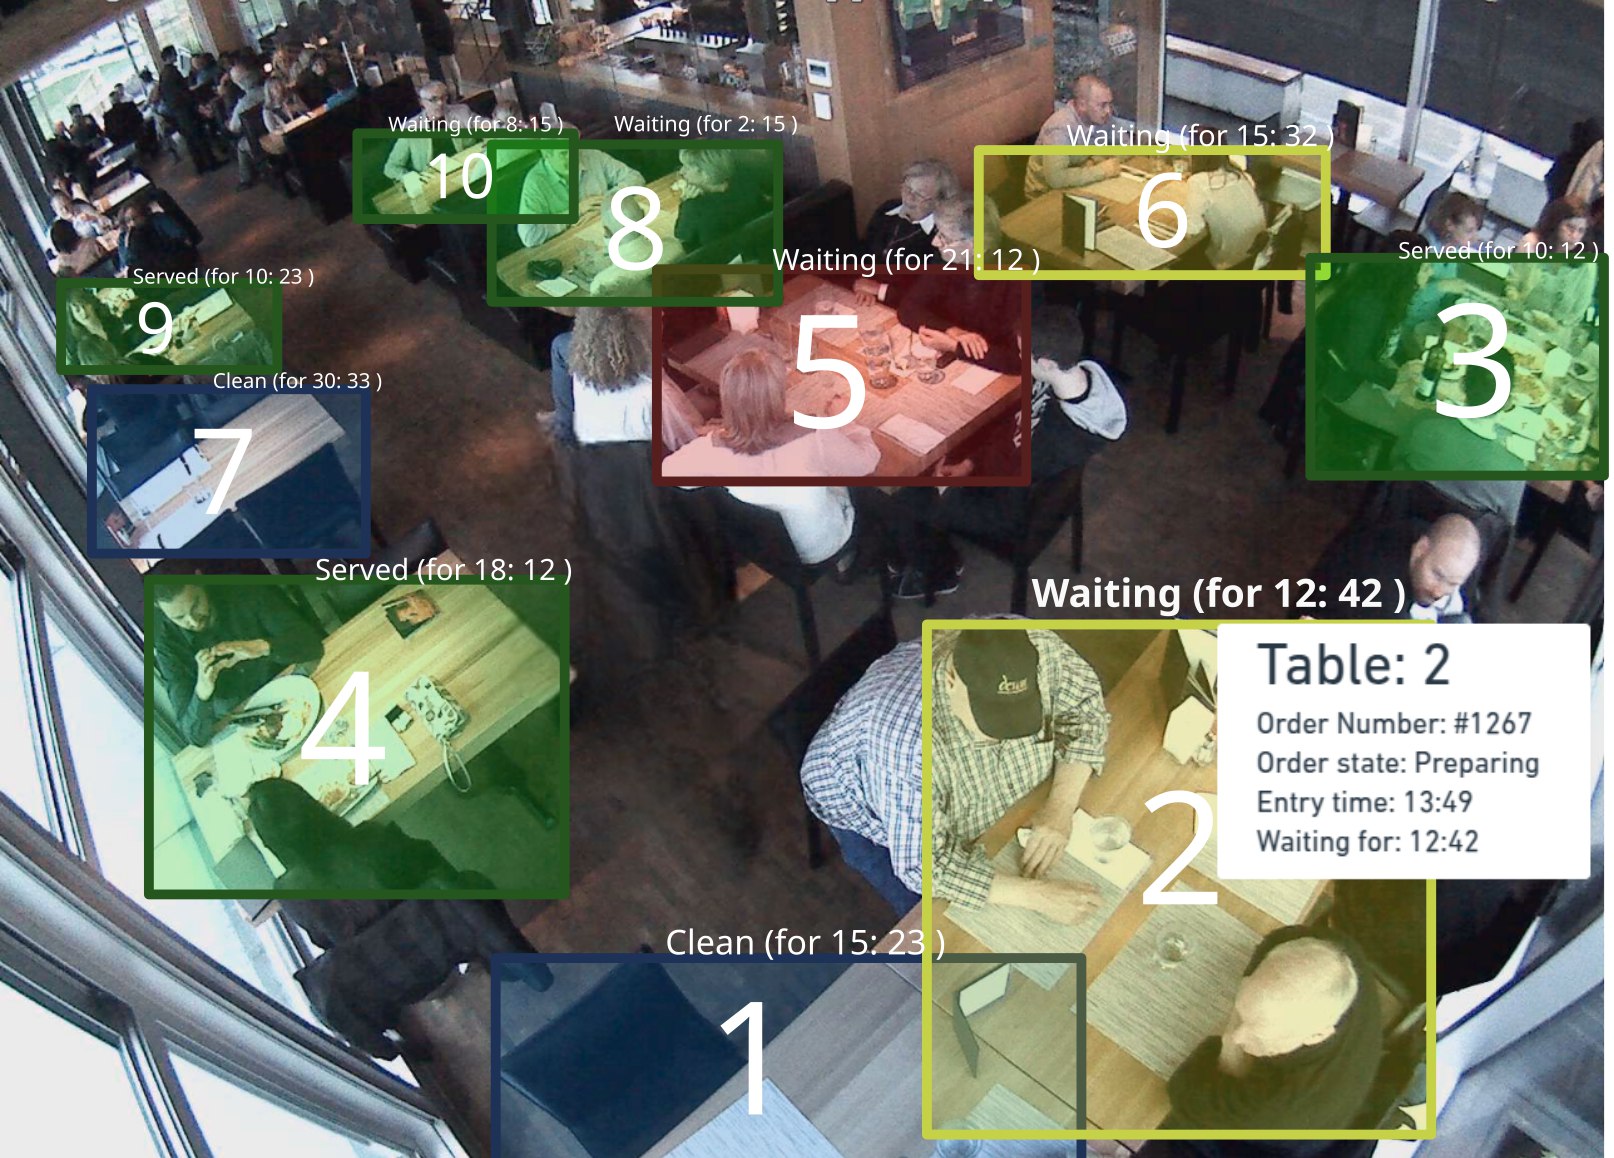 Waiting (for 8: 15 )
10
Waiting (for 2: 15 )
8
Waiting (for 15: 32 )
6
Waiting (for 21: 12 )
5
Served (for 10: 12 )
3
Served (for 10: 23 )
9
Clean (for 30: 33 )
7
Served (for 18: 12 )
4
Waiting (for 12: 42 )
2
Table: 2
Order Number: #1267
Order state: Preparing
Entry time: 13:49
Waiting for: 12:42
Clean (for 15: 23 )
1